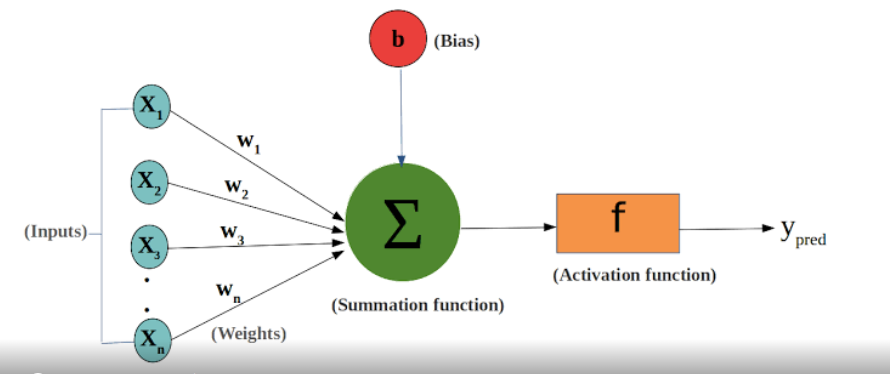 b (Bias)
X1
w1
X2
w2
(Inputs)
X3
w3
.
.
Xn
wn
(Weights)
Σ
(Summation function)
f
(Activation function)
ypred